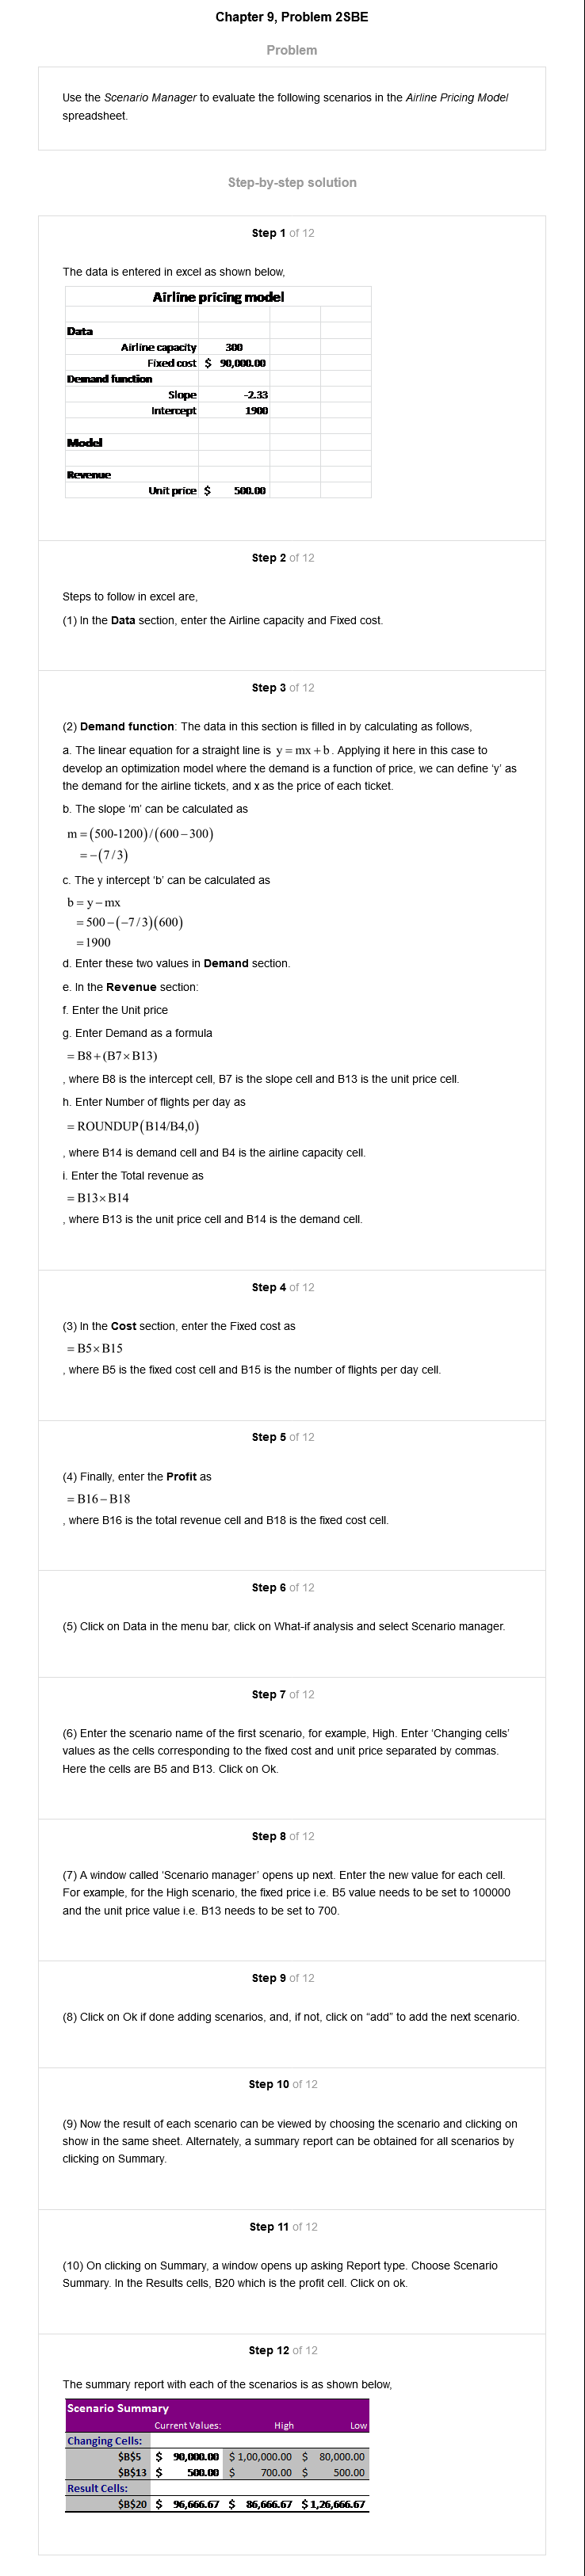 Chapter 9, Problem 2SBE
Problem
Use the Scenario Manager to evaluate the following scenarios in the Airline Pricing Model
spreadsheet.
Step-by-step solution
Step 1 of 12
The data is entered in excel as shown below,
Airline pricing model
Data
Airline capacity 300
Fixed cost $ 90,000.00
Demand function
Slope -2.33
Intercept 1900
Model
Revenue
Unit price $ 500.00
Step 2 of 12
Steps to follow in excel are,
(1) In the Data section, enter the Airline capacity and Fixed cost.
Step 3 of 12
(2) Demand function: The data in this section is filled in by calculating as follows,
a. The linear equation for a straight line is y = mx + b. Applying it here in this case to
develop an optimization model where the demand is a function of price, we can define ‘y’ as
the demand for the airline tickets, and x as the price of each ticket.
b. The slope ‘m’ can be calculated as
m = (500-1200)/(600 − 300)
= −(7/3)
c. The y intercept ‘b’ can be calculated as
b = y − mx
= 500 − (−7/3)(600)
= 1900
d. Enter these two values in Demand section.
e. In the Revenue section:
f. Enter the Unit price
g. Enter Demand as a formula
= B8 + (B7 × B13)
, where B8 is the intercept cell, B7 is the slope cell and B13 is the unit price cell.
h. Enter Number of flights per day as
= ROUNDUP(B14/B4,0)
, where B14 is demand cell and B4 is the airline capacity cell.
i. Enter the Total revenue as
= B13 × B14
, where B13 is the unit price cell and B14 is the demand cell.
Step 4 of 12
(3) In the Cost section, enter the Fixed cost as
= B5 × B15
, where B5 is the fixed cost cell and B15 is the number of flights per day cell.
Step 5 of 12
(4) Finally, enter the Profit as
= B16 − B18
, where B16 is the total revenue cell and B18 is the fixed cost cell.
Step 6 of 12
(5) Click on Data in the menu bar, click on What-if analysis and select Scenario manager.
Step 7 of 12
(6) Enter the scenario name of the first scenario, for example, High. Enter ‘Changing cells’
values as the cells corresponding to the fixed cost and unit price separated by commas.
Here the cells are B5 and B13. Click on Ok.
Step 8 of 12
(7) A window called ‘Scenario manager’ opens up next. Enter the new value for each cell.
For example, for the High scenario, the fixed price i.e. B5 value needs to be set to 100000
and the unit price value i.e. B13 needs to be set to 700.
Step 9 of 12
(8) Click on Ok if done adding scenarios, and, if not, click on “add” to add the next scenario.
Step 10 of 12
(9) Now the result of each scenario can be viewed by choosing the scenario and clicking on
show in the same sheet. Alternately, a summary report can be obtained for all scenarios by
clicking on Summary.
Step 11 of 12
(10) On clicking on Summary, a window opens up asking Report type. Choose Scenario
Summary. In the Results cells, B20 which is the profit cell. Click on ok.
Step 12 of 12
The summary report with each of the scenarios is as shown below,
Scenario Summary
Current Values: High Low
Changing Cells:
$B$5 $ 90,000.00 $ 1,00,000.00 $ 80,000.00
$B$13 $ 500.00 $ 700.00 $ 500.00
Result Cells:
$B$20 $ 96,666.67 $ 86,666.67 $ 1,26,666.67